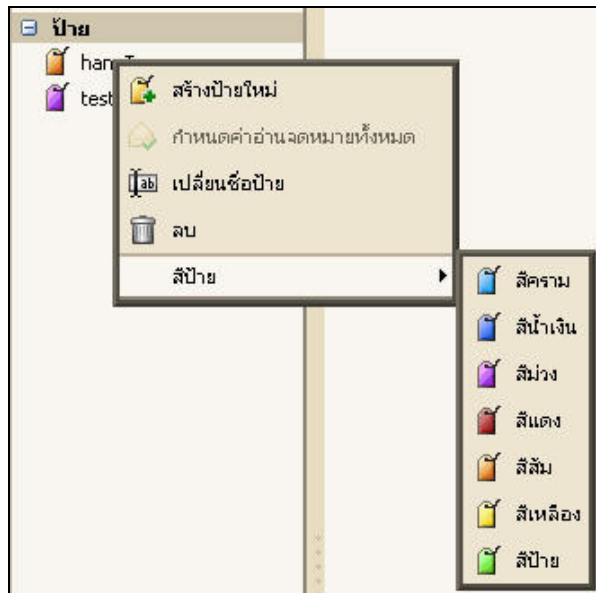 ป้าย
test
สร้างป้ายใหม่
กำหนดค่าอ่านจดหมายทั้งหมด
เปลี่ยนชื่อป้าย
ลบ
สีป้าย
สีคราม
สีน้ำเงิน
สีม่วง
สีแดง
สีส้ม
สีเหลือง
สีป้าย